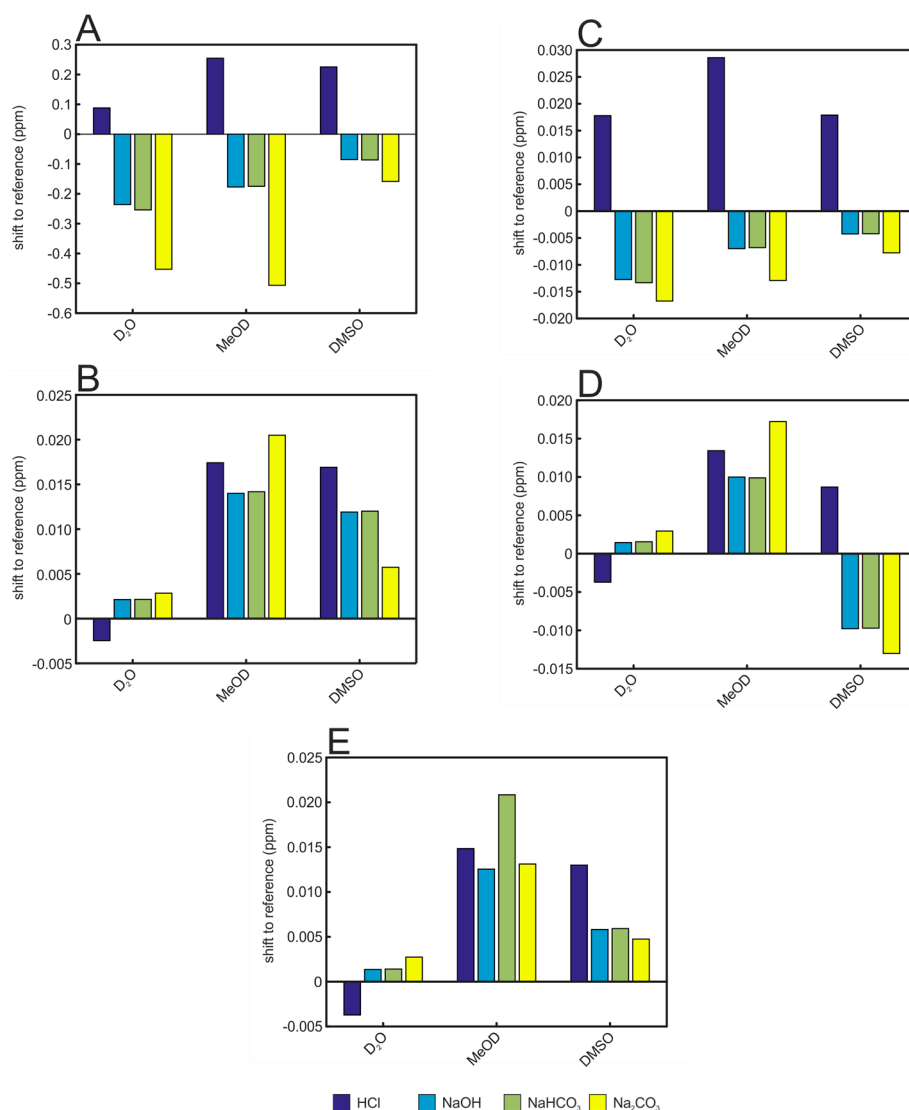 A
0.3
0.2
0.1
0
-0.1
-0.2
-0.3
-0.4
-0.5
-0.6
shift to reference (ppm)
D₂O
MeOD
DMSO
C
0.030
0.025
0.020
0.015
0.010
0.005
0
-0.005
-0.010
-0.015
-0.020
shift to reference (ppm)
D₂O
MeOD
DMSO
B
0.025
0.020
0.015
0.010
0.005
0
-0.005
shift to reference (ppm)
D₂O
MeOD
DMSO
D
0.020
0.015
0.010
0.005
0
-0.005
-0.010
-0.015
shift to reference (ppm)
D₂O
MeOD
DMSO
E
0.025
0.020
0.015
0.010
0.005
0
-0.005
shift to reference (ppm)
D₂O
MeOD
DMSO
HCl NaOH NaHCO₃ Na₂CO₃